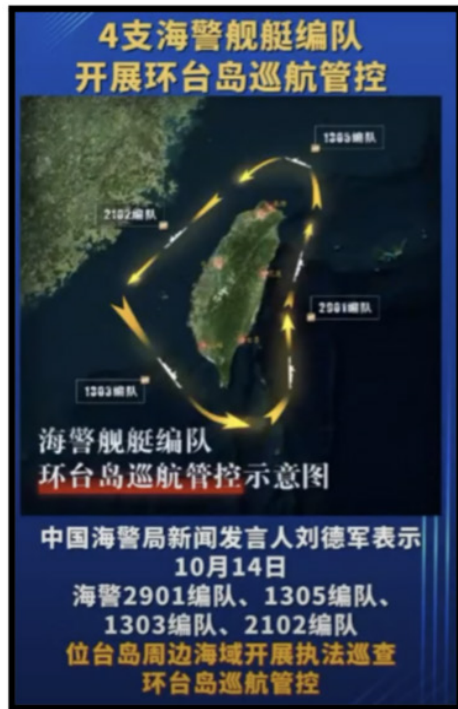 4支海警舰艇编队
开展环台岛巡航管控
1305编队
2102编队
2901编队
1303编队
海警舰艇编队
环台岛巡航管控示意图
中国海警局新闻发言人刘德军表示
10月14日
海警2901编队、1305编队、
1303编队、2102编队
位台岛周边海域开展执法巡查
环台岛巡航管控